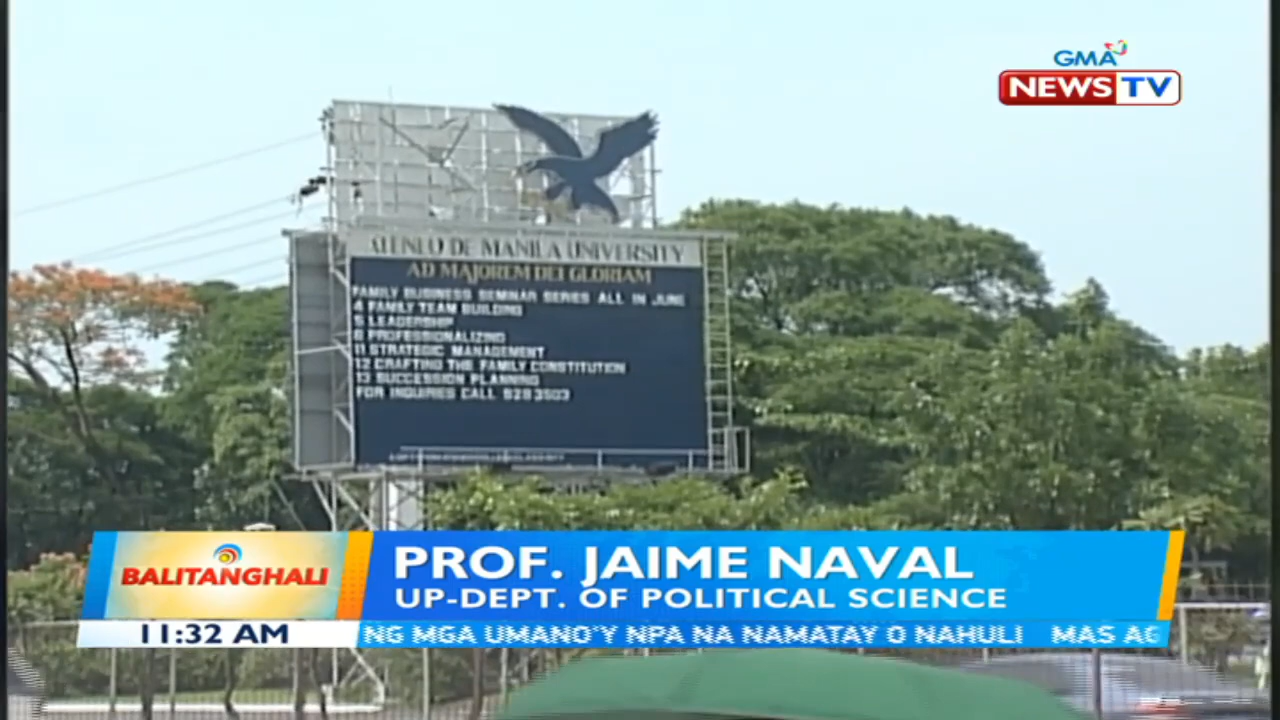 GMA
NEWS TV
ATENEO DE MANILA UNIVERSITY
AD MAJOREM DEI GLORIAM
FAMILY BUSINESS SEMINAR SERIES ALL IN JUNE
4 FAMILY TEAM BUILDING
5 LEADERSHIP
6 PROFESSIONALIZING
11 STRATEGIC MANAGEMENT
12 CRAFTING THE FAMILY CONSTITUTION
13 SUCCESSION PLANNING
FOR INQUIRIES CALL
BALITANGHALI
PROF. JAIME NAVAL
UP-DEPT. OF POLITICAL SCIENCE
11:32 AM
NG MGA UMANO'Y NPA NA NAMATAY O NAHULI MAS